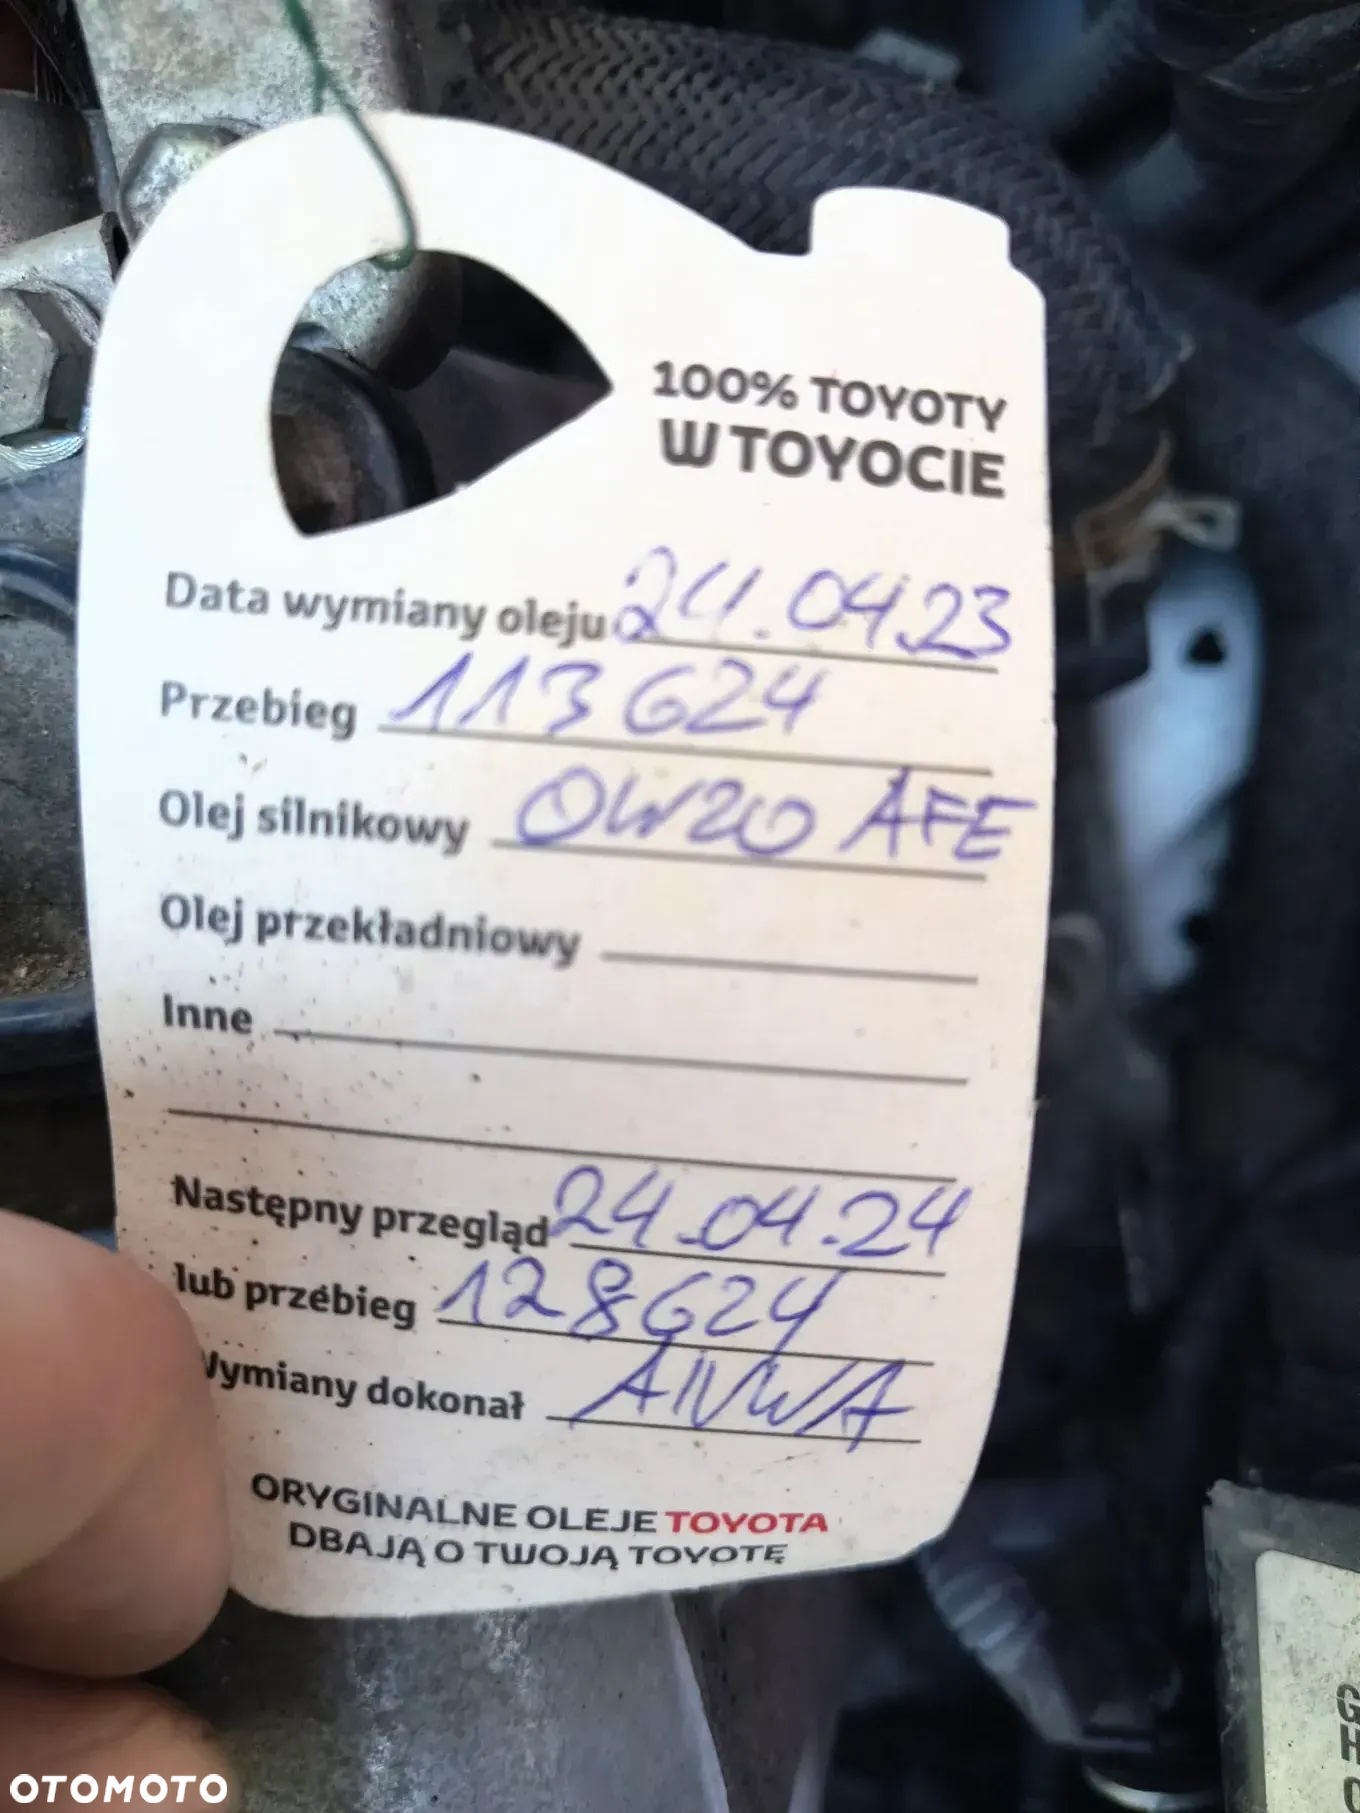 100% TOYOTY
W TOYOCIE
Data wymiany oleju 24.04.23
Przebieg 113624
Olej silnikowy 0W20 AFE
Olej przekładniowy
Inne
Następny przegląd 24.04.24
lub przebieg 128624
Wymiany dokonał
ORYGINALNE OLEJE TOYOTA
DBAJĄ O TWOJĄ TOYOTĘ
OTOMOTO